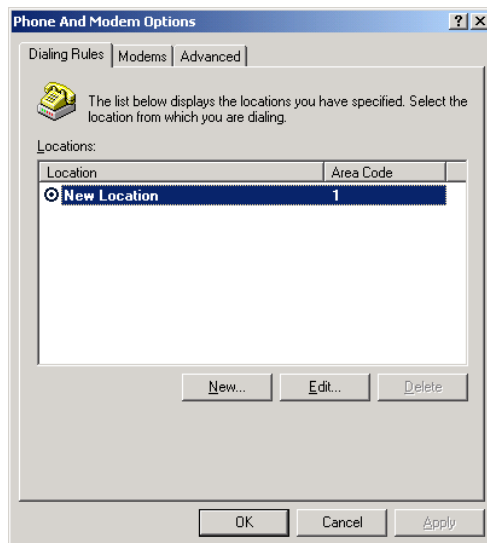 Phone And Modem Options
Dialing Rules Modems Advanced
The list below displays the locations you have specified. Select the
location from which you are dialing.
Locations:
Location Area Code
New Location 1
New... Edit... Delete
OK Cancel Apply